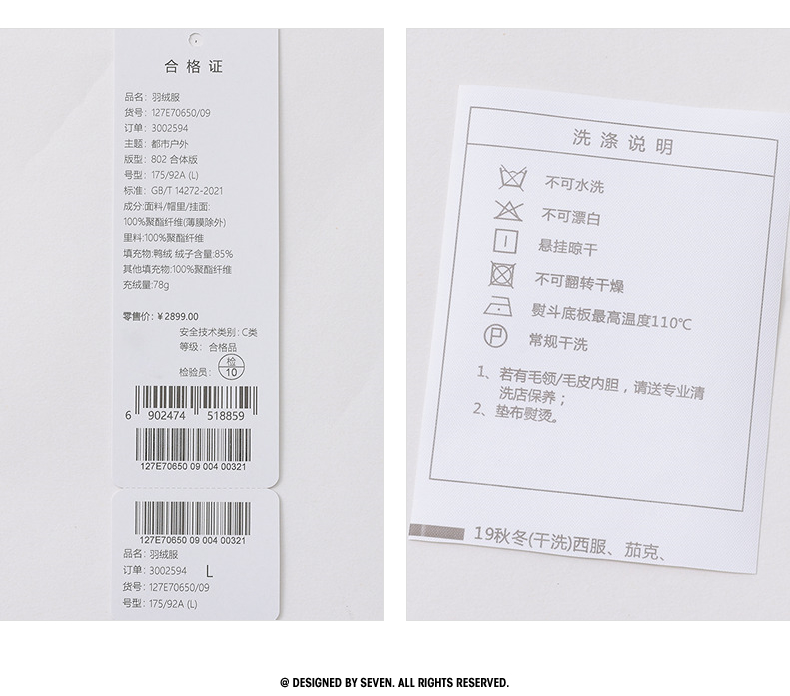 合格证
品名：羽绒服
货号：127E70650/09
订单：3002594
主题：都市户外
版型：802 合体版
号型：175/92A (L)
标准：GB/T 14272-2021
成分:面料/帽里/挂面:
100%聚酯纤维(薄膜除外)
里料:100%聚酯纤维
填充物:鸭绒 绒子含量:85%
其他填充物:100%聚酯纤维
充绒量:78g
零售价：¥2899.00
安全技术类别：C类
等级：合格品
检验员：检 10
6 902474 518859
127E70650 09 004 00321
127E70650 09 004 00321
品名：羽绒服
订单：3002594 L
货号：127E70650/09
号型：175/92A (L)
洗涤说明
不可水洗
不可漂白
悬挂晾干
不可翻转干燥
熨斗底板最高温度110℃
P 常规干洗
1、若有毛领/毛皮内胆，请送专业清
洗店保养；
2、垫布熨烫。
19秋冬(干洗)西服、茄克、
@ DESIGNED BY SEVEN. ALL RIGHTS RESERVED.